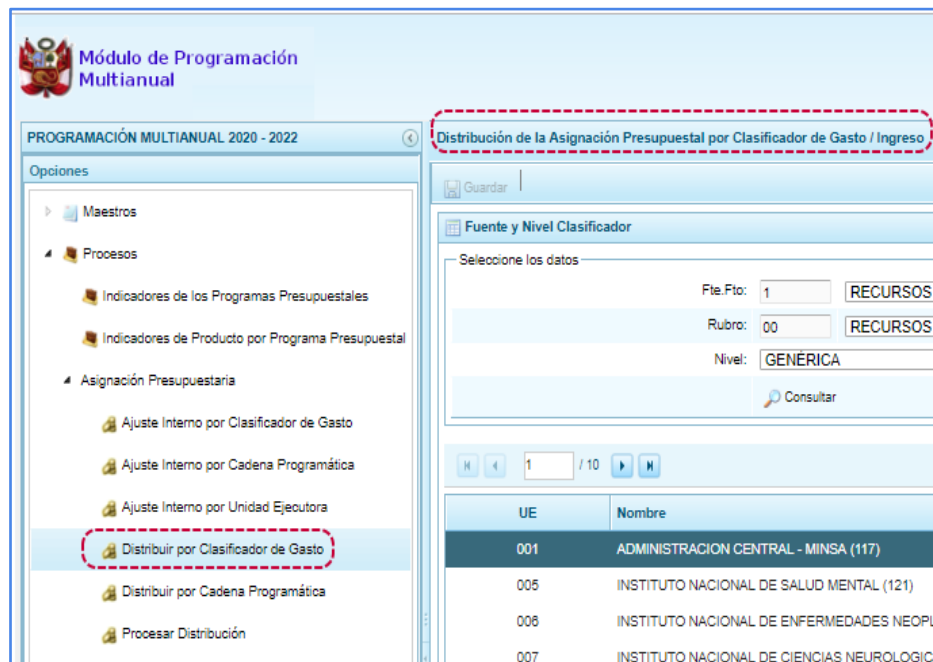 Módulo de Programación
Multianual
PROGRAMACIÓN MULTIANUAL 2020 - 2022
Opciones
Maestros
Procesos
Indicadores de los Programas Presupuestales
Indicadores de Producto por Programa Presupuestal
Asignación Presupuestaria
Ajuste Interno por Clasificador de Gasto
Ajuste Interno por Cadena Programática
Ajuste Interno por Unidad Ejecutora
Distribuir por Clasificador de Gasto
Distribuir por Cadena Programática
Procesar Distribución
Distribución de la Asignación Presupuestal por Clasificador de Gasto / Ingreso
Guardar
Fuente y Nivel Clasificador
Seleccione los datos
Fte.Fto: 1 RECURSOS
Rubro: 00 RECURSOS
Nivel: GENÉRICA
Consultar
1 / 10
UE Nombre
001 ADMINISTRACION CENTRAL - MINSA (117)
005 INSTITUTO NACIONAL DE SALUD MENTAL (121)
006 INSTITUTO NACIONAL DE ENFERMEDADES NEOPL
007 INSTITUTO NACIONAL DE CIENCIAS NEUROLOGIC